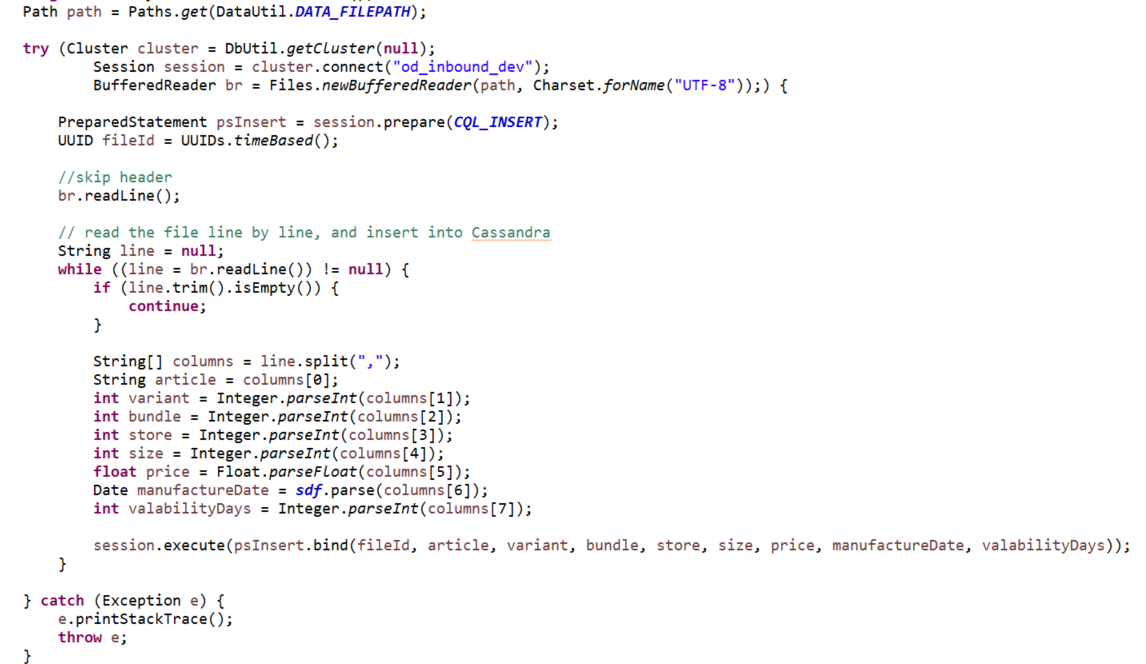 Path path = Paths.get(DataUtil.DATA_FILEPATH);
try (Cluster cluster = DbUtil.getCluster(null);
Session session = cluster.connect("od_inbound_dev");
BufferedReader br = Files.newBufferedReader(path, Charset.forName("UTF-8"));) {
PreparedStatement psInsert = session.prepare(CQL_INSERT);
UUID fileId = UUIDs.timeBased();
//skip header
br.readLine();
// read the file line by line, and insert into Cassandra
String line = null;
while ((line = br.readLine()) != null) {
if (line.trim().isEmpty()) {
continue;
}
String[] columns = line.split(",");
String article = columns[0];
int variant = Integer.parseInt(columns[1]);
int bundle = Integer.parseInt(columns[2]);
int store = Integer.parseInt(columns[3]);
int size = Integer.parseInt(columns[4]);
float price = Float.parseFloat(columns[5]);
Date manufactureDate = sdf.parse(columns[6]);
int valabilityDays = Integer.parseInt(columns[7]);
session.execute(psInsert.bind(fileId, article, variant, bundle, store, size, price, manufactureDate, valabilityDays));
}
} catch (Exception e) {
e.printStackTrace();
throw e;
}